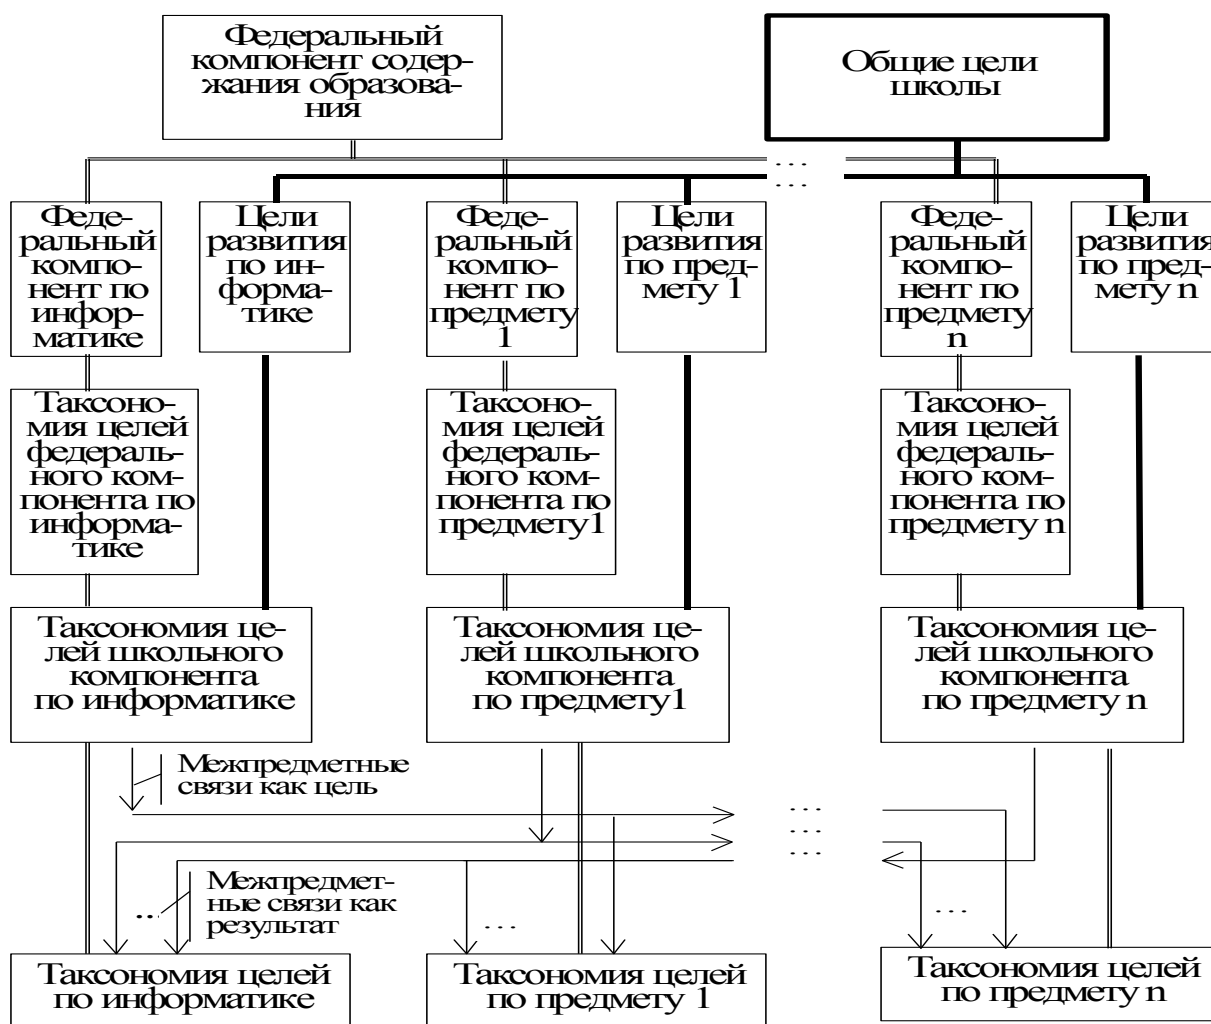 Федеральный
компонент содер-
жания образова-
ния
Общие цели
школы
. . .
. . .
Феде-
ральный
компо-
нент по
инфор-
матике
Цели
развития
по ин-
форма-
тике
Феде-
ральный
компо-
нент по
предмету
1
Цели
развития
по пред-
мету 1
Феде-
ральный
компо-
нент по
предмету
n
Цели
развития
по пред-
мету n
Таксоно-
мия целей
федераль-
ного ком-
понента по
информа-
тике
Таксоно-
мия целей
федераль-
ного ком-
понента по
предмету1
Таксоно-
мия целей
федераль-
ного ком-
понента по
предмету n
Таксономия це-
лей школьного
компонента
по информатике
Таксономия це-
лей школьного
компонента
по предмету1
Таксономия це-
лей школьного
компонента
по предмету n
Межпредметные
связи как цель
. . .
. . .
. . .
Межпредмет-
ные связи как
результат
...
. . .
. . .
Таксономия целей
по информатике
Таксономия целей
по предмету 1
Таксономия целей
по предмету n